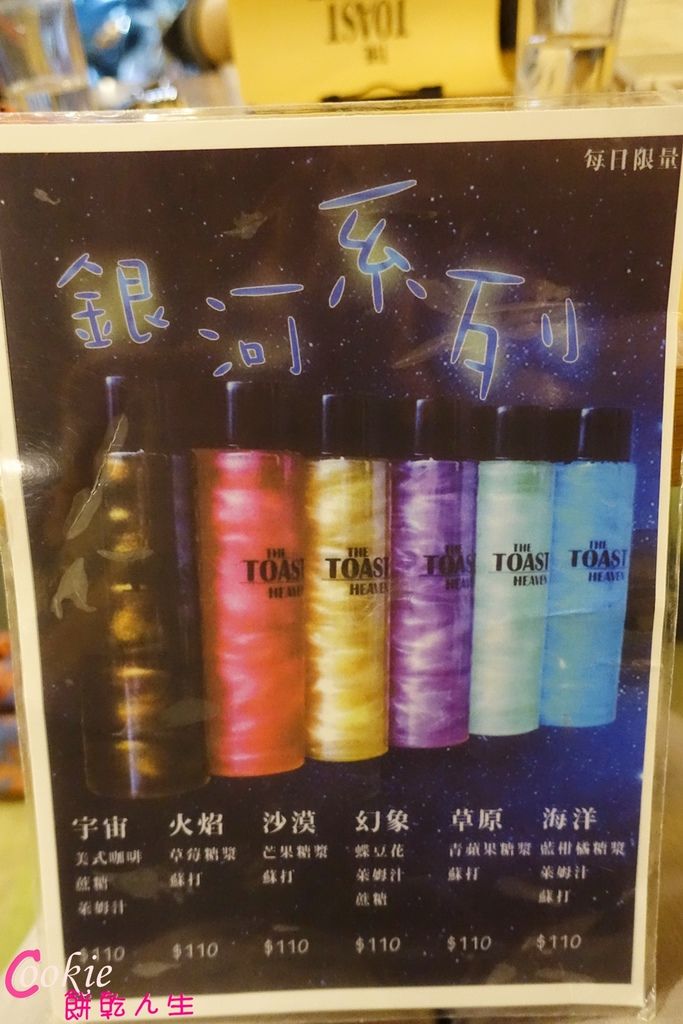 THE
TOAST
每日限量
銀河系列
THE
TOAST
HEAVEN
THE
TOAST
HEAVEN
THE
TOAST
HEAVEN
THE
TOAST
HEAVEN
THE
TOAST
HEAVEN
宇宙 火焰 沙漠 幻象 草原 海洋
美式咖啡 草莓糖漿 芒果糖漿 蝶豆花 青蘋果糖漿 藍柑橘糖漿
蔗糖 蘇打 蘇打 萊姆汁 蘇打 萊姆汁
萊姆汁 蔗糖 蘇打
$110 $110 $110 $110 $110 $110
Cookie
餅乾人生